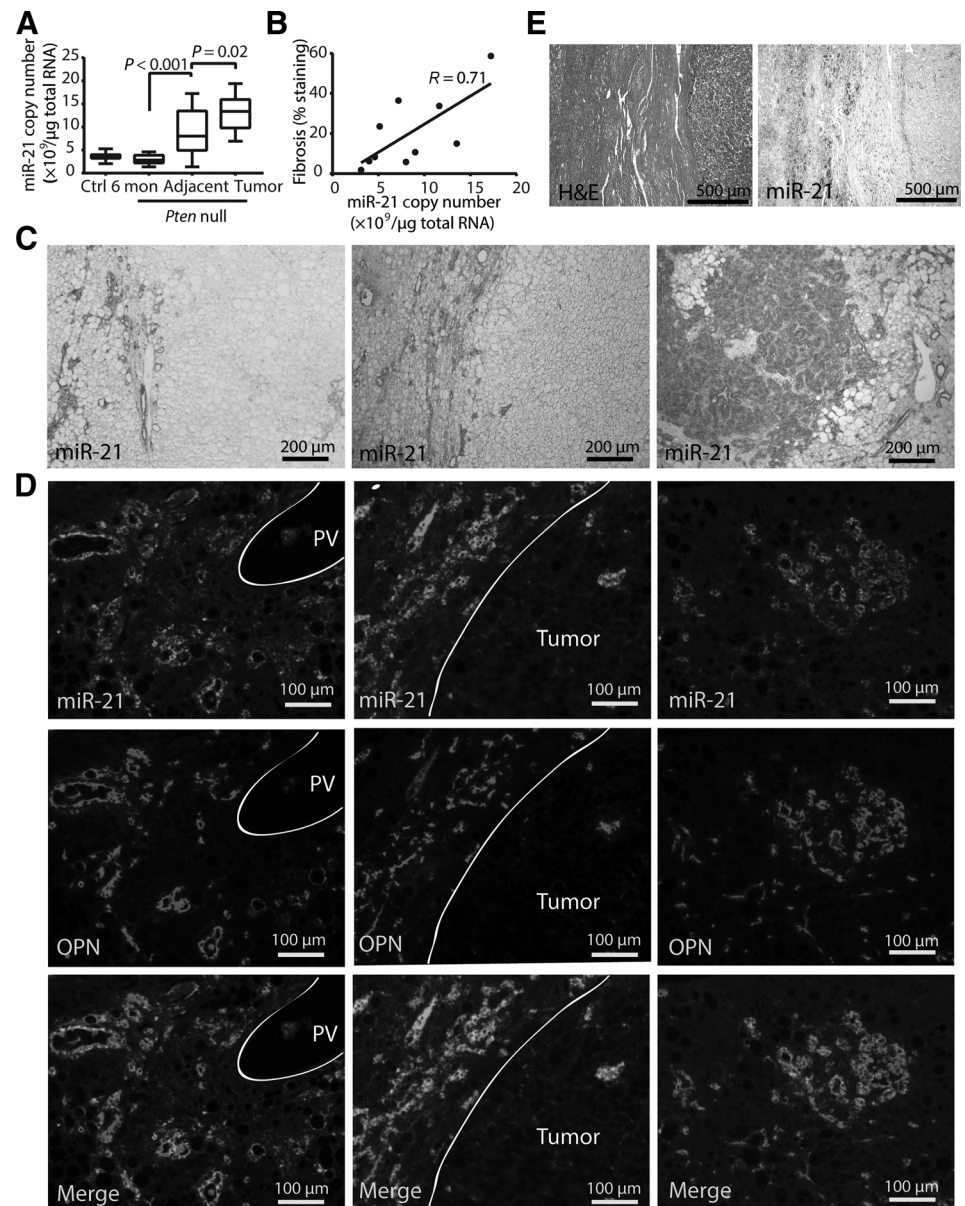 A
miR-21 copy number
(×10⁹/µg total RNA)
25
20
15
10
5
0
P < 0.001
P = 0.02
Ctrl 6 mon Adjacent Tumor
Pten null
B
Fibrosis (% staining)
60
40
20
0
R = 0.71
0 5 10 15 20
miR-21 copy number
(×10⁹/µg total RNA)
E
H&E
500 µm
miR-21
500 µm
C
miR-21
200 µm
miR-21
200 µm
miR-21
200 µm
D
PV
miR-21
100 µm
Tumor
miR-21
100 µm
miR-21
100 µm
PV
OPN
100 µm
Tumor
OPN
100 µm
OPN
100 µm
PV
Merge
100 µm
Tumor
Merge
100 µm
Merge
100 µm